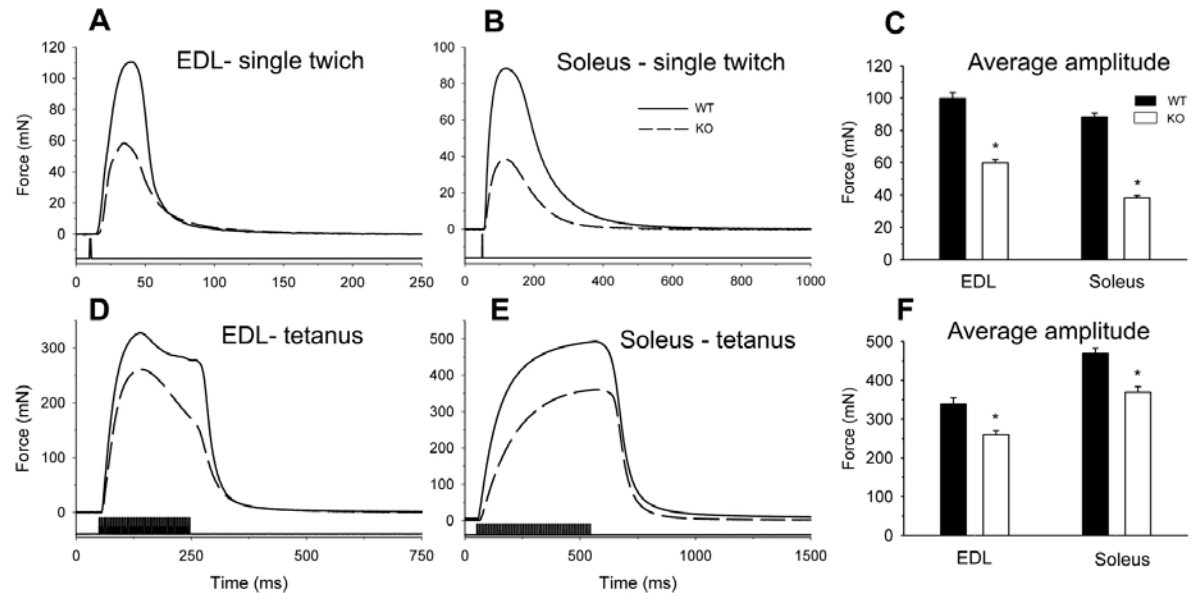 A
EDL- single twich
Force (mN)
120
100
80
60
40
20
0
0 50 100 150 200 250
B
Soleus - single twitch
WT
KO
100
80
60
40
20
0
0 200 400 600 800 1000
C
Average amplitude
WT
KO
Force (mN)
120
100
80
60
40
20
0
*
*
EDL Soleus
D
EDL- tetanus
Force (mN)
300
200
100
0
0 250 500 750
Time (ms)
E
Soleus - tetanus
500
400
300
200
100
0
0 500 1000 1500
Time (ms)
F
Average amplitude
Force (mN)
500
400
300
200
100
0
*
*
EDL Soleus